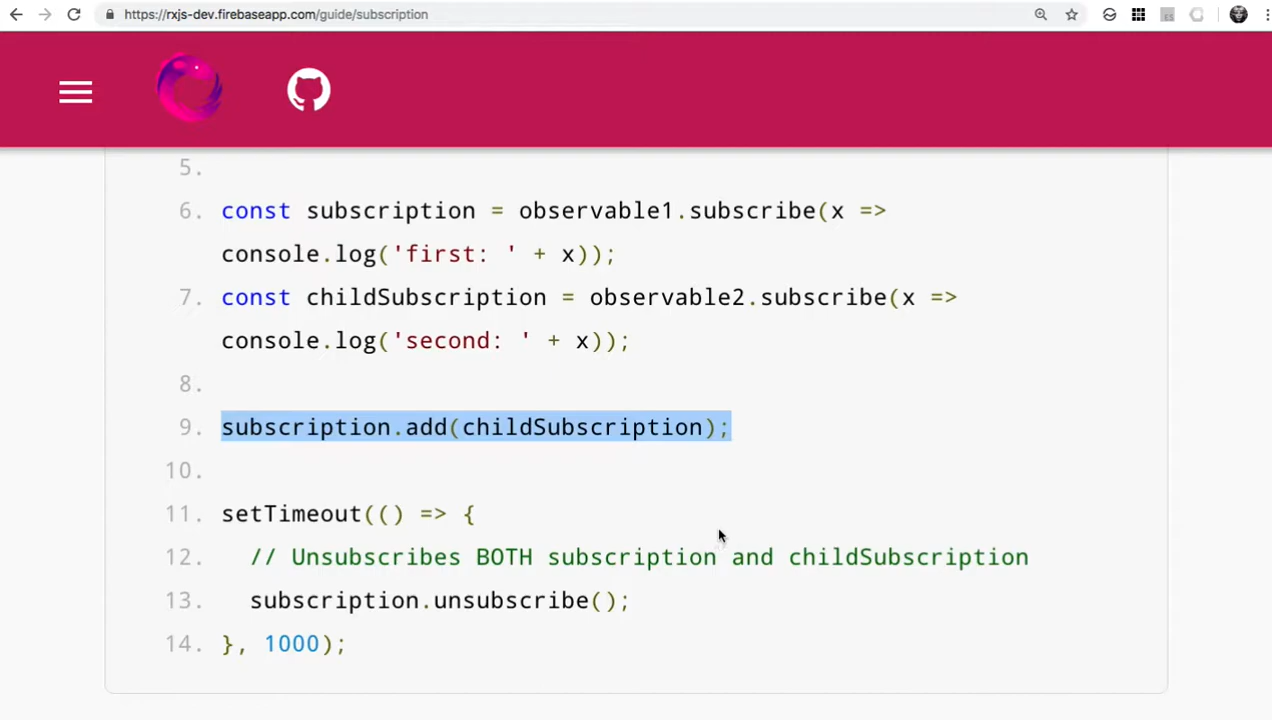 https://rxjs-dev.firebaseapp.com/guide/subscription
5.
6. const subscription = observable1.subscribe(x =>
console.log('first: ' + x));
7. const childSubscription = observable2.subscribe(x =>
console.log('second: ' + x));
8.
9. subscription.add(childSubscription);
10.
11. setTimeout(() => {
12. // Unsubscribes BOTH subscription and childSubscription
13. subscription.unsubscribe();
14. }, 1000);